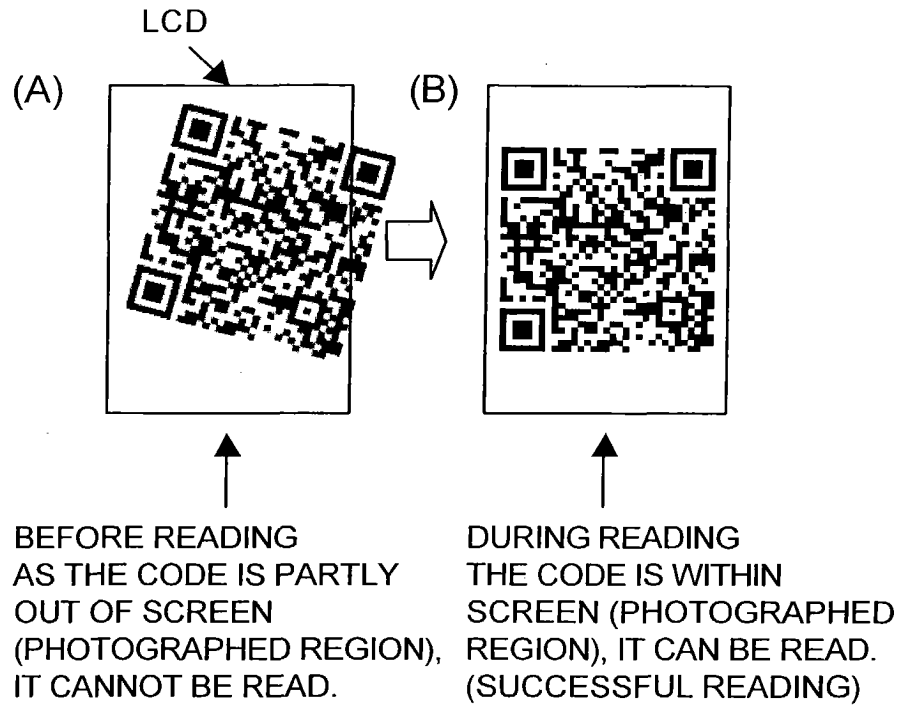 LCD
(A)
(B)
BEFORE READING
AS THE CODE IS PARTLY
OUT OF SCREEN
(PHOTOGRAPHED REGION),
IT CANNOT BE READ.
DURING READING
THE CODE IS WITHIN
SCREEN (PHOTOGRAPHED
REGION), IT CAN BE READ.
(SUCCESSFUL READING)